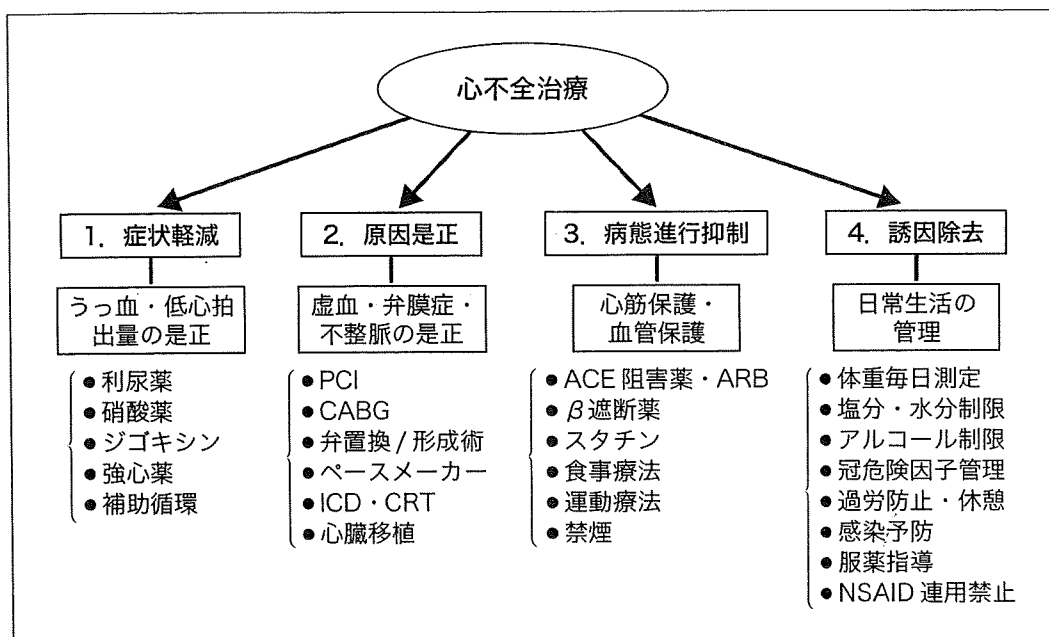 心不全治療
1. 症状軽減
うっ血・低心拍
出量の是正
● 利尿薬
● 硝酸薬
● ジゴキシン
● 強心薬
● 補助循環
2. 原因是正
虚血・弁膜症・
不整脈の是正
● PCI
● CABG
● 弁置換/形成術
● ペースメーカー
● ICD・CRT
● 心臓移植
3. 病態進行抑制
心筋保護・
血管保護
● ACE阻害薬・ARB
● β遮断薬
● スタチン
● 食事療法
● 運動療法
● 禁煙
4. 誘因除去
日常生活の
管理
● 体重毎日測定
● 塩分・水分制限
● アルコール制限
● 冠危険因子管理
● 過労防止・休憩
● 感染予防
● 服薬指導
● NSAID連用禁止